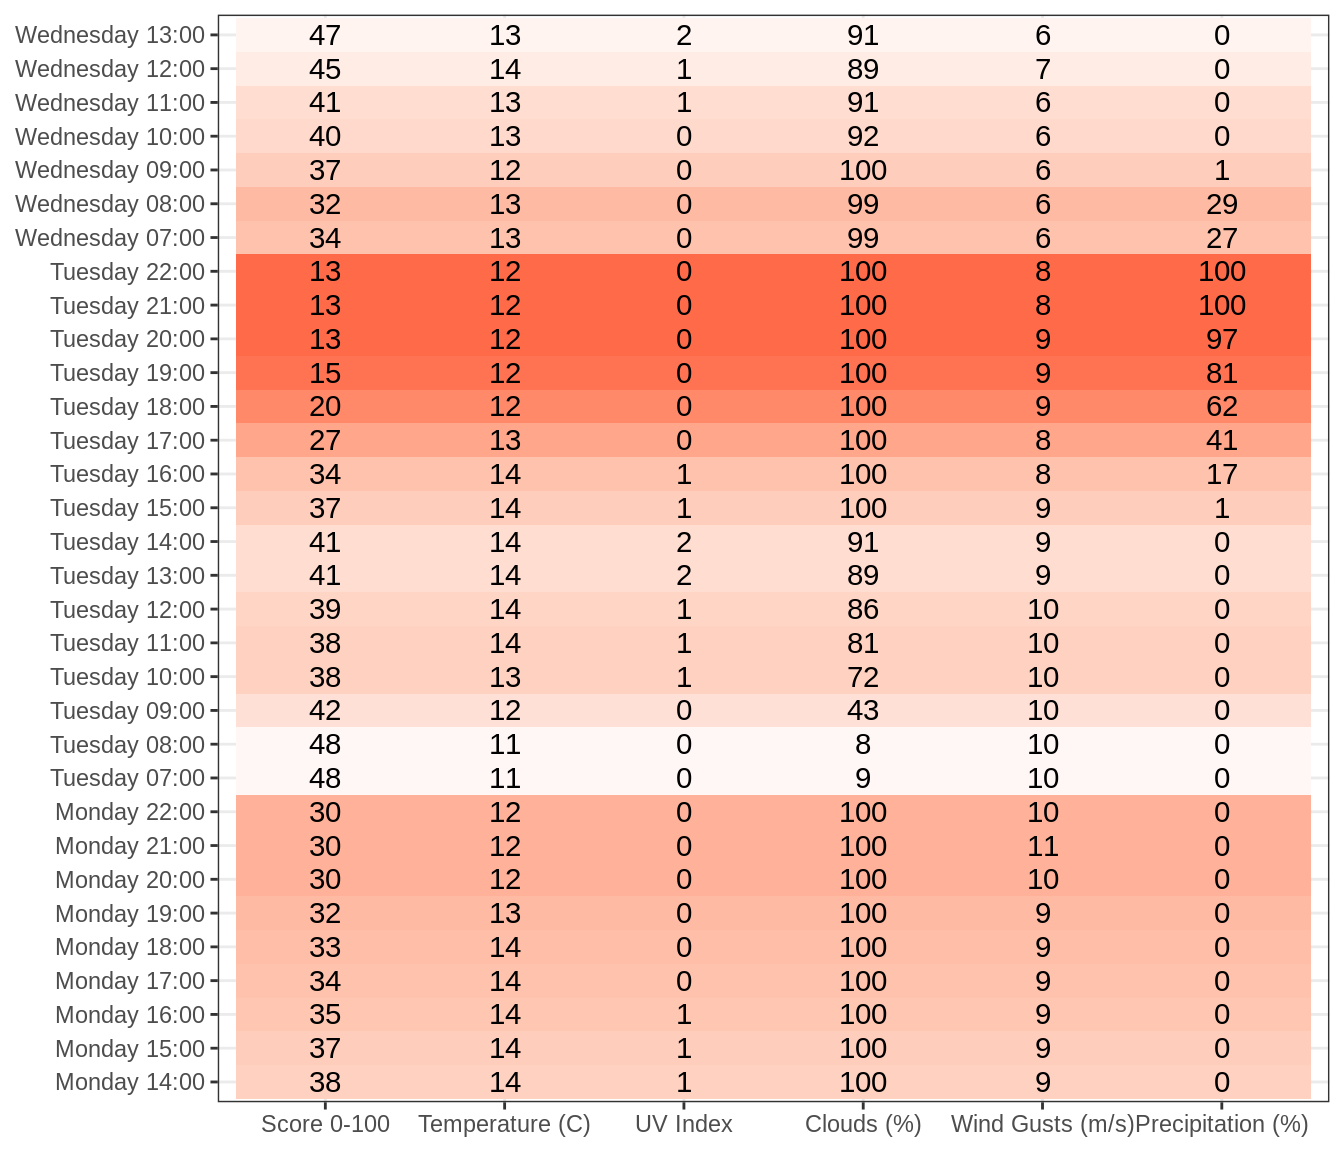 Wednesday 13:00 47 13 2 91 6 0
Wednesday 12:00 45 14 1 89 7 0
Wednesday 11:00 41 13 1 91 6 0
Wednesday 10:00 40 13 0 92 6 0
Wednesday 09:00 37 12 0 100 6 1
Wednesday 08:00 32 13 0 99 6 29
Wednesday 07:00 34 13 0 99 6 27
Tuesday 22:00 13 12 0 100 8 100
Tuesday 21:00 13 12 0 100 8 100
Tuesday 20:00 13 12 0 100 9 97
Tuesday 19:00 15 12 0 100 9 81
Tuesday 18:00 20 12 0 100 9 62
Tuesday 17:00 27 13 0 100 8 41
Tuesday 16:00 34 14 1 100 8 17
Tuesday 15:00 37 14 1 100 9 1
Tuesday 14:00 41 14 2 91 9 0
Tuesday 13:00 41 14 2 89 9 0
Tuesday 12:00 39 14 1 86 10 0
Tuesday 11:00 38 14 1 81 10 0
Tuesday 10:00 38 13 1 72 10 0
Tuesday 09:00 42 12 0 43 10 0
Tuesday 08:00 48 11 0 8 10 0
Tuesday 07:00 48 11 0 9 10 0
Monday 22:00 30 12 0 100 10 0
Monday 21:00 30 12 0 100 11 0
Monday 20:00 30 12 0 100 10 0
Monday 19:00 32 13 0 100 9 0
Monday 18:00 33 14 0 100 9 0
Monday 17:00 34 14 0 100 9 0
Monday 16:00 35 14 1 100 9 0
Monday 15:00 37 14 1 100 9 0
Monday 14:00 38 14 1 100 9 0
Score 0-100 Temperature (C) UV Index Clouds (%) Wind Gusts (m/s) Precipitation (%)